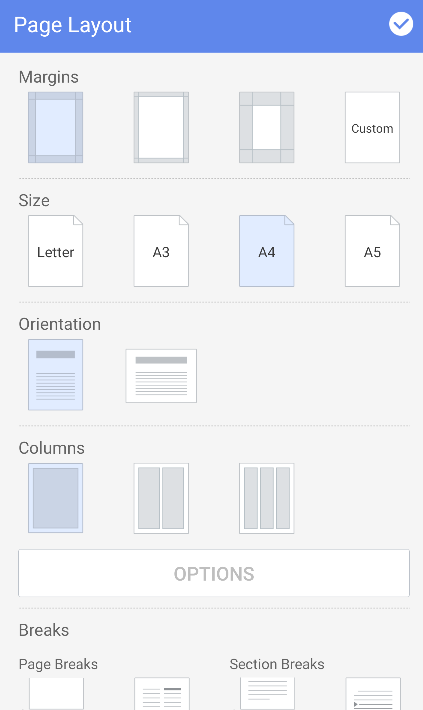 Page Layout
Margins
Custom
Size
Letter
A3
A4
A5
Orientation
Columns
OPTIONS
Breaks
Page Breaks
Section Breaks